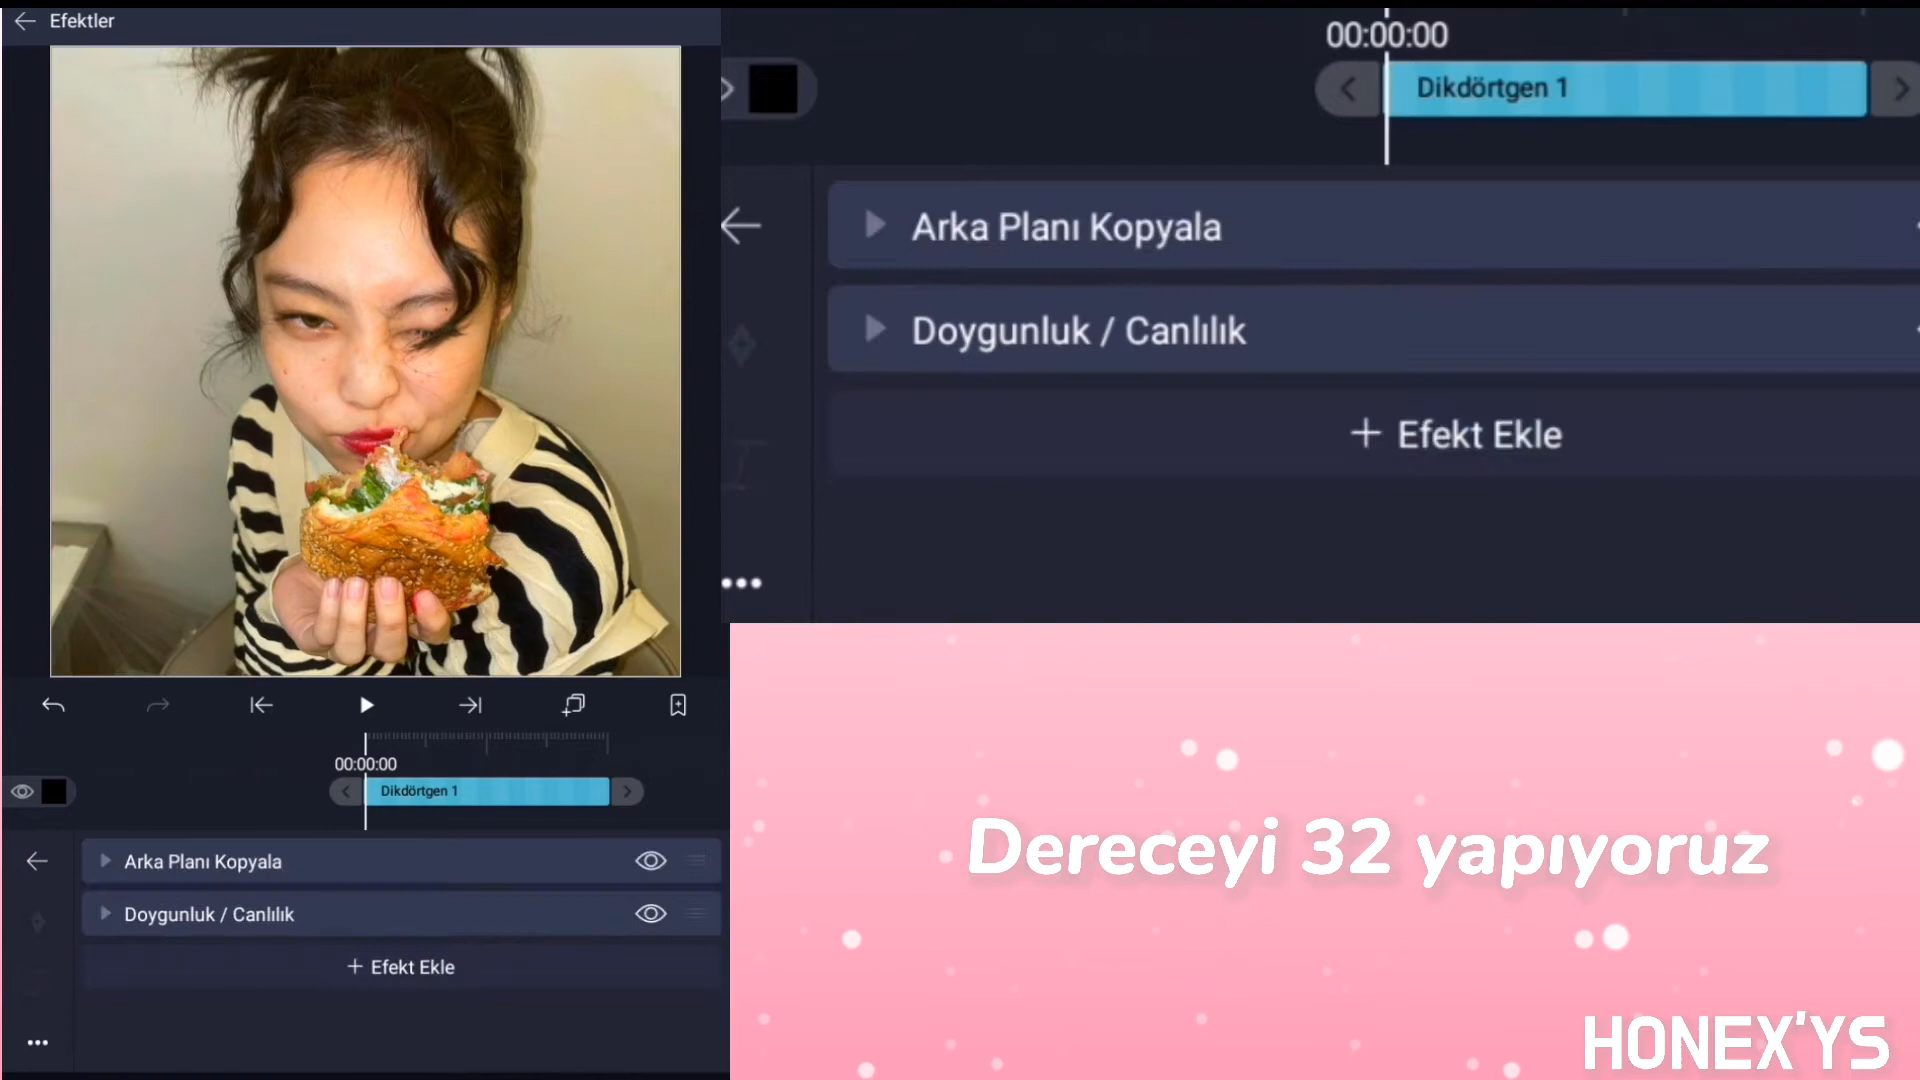 Efektler
00:00:00
Dikdörtgen 1
Arka Planı Kopyala
Doygunluk / Canlılık
+ Efekt Ekle
00:00:00
Dikdörtgen 1
Arka Planı Kopyala
Doygunluk / Canlılık
+ Efekt Ekle
Dereceyi 32 yapıyoruz
HONEX'YS